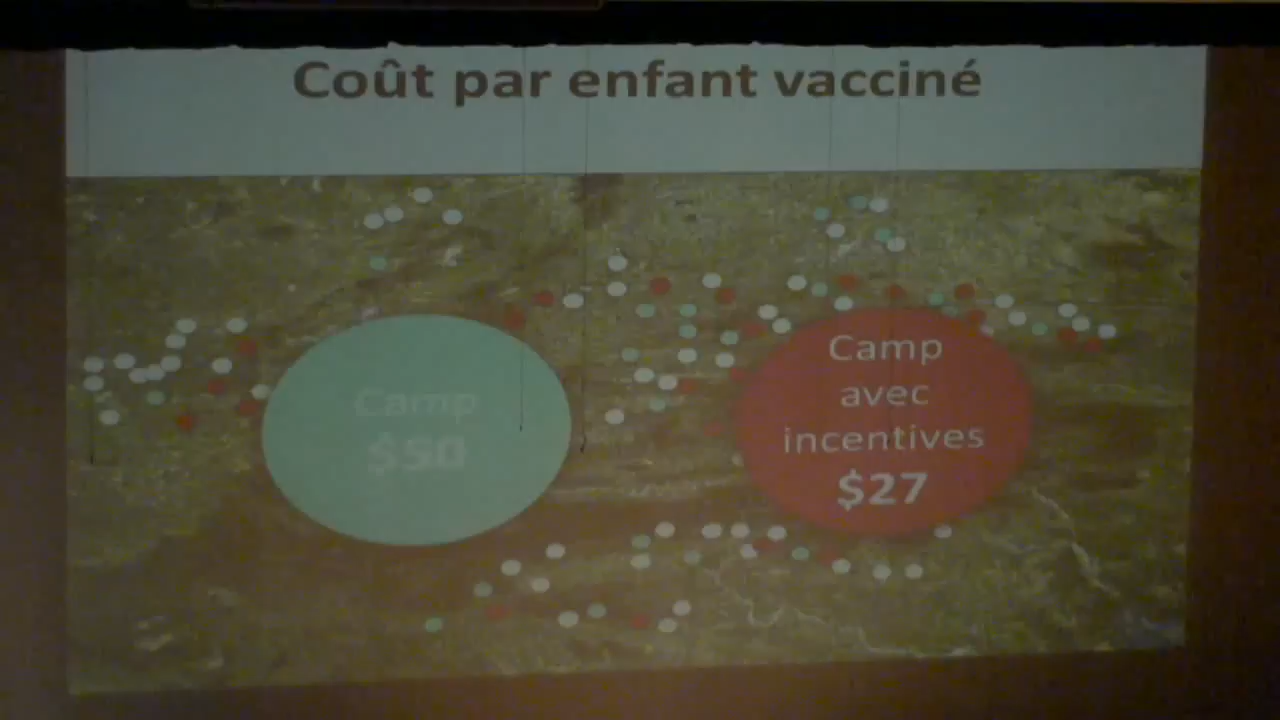 Coût par enfant vacciné
Camp
$50
Camp
avec
incentives
$27